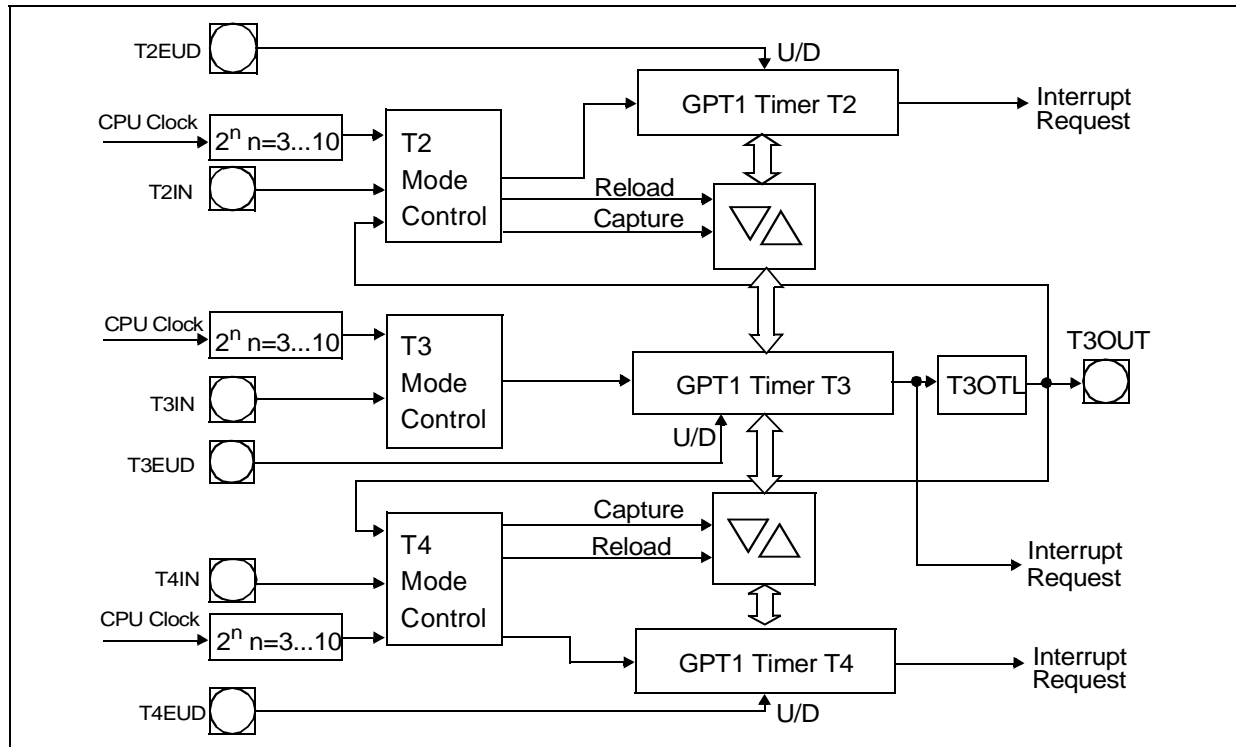 T2EUD
U/D
GPT1 Timer T2
Interrupt
Request
CPU Clock
2ⁿ n=3...10
T2
Mode
Control
T2IN
Reload
Capture
CPU Clock
2ⁿ n=3...10
T3
Mode
Control
T3IN
GPT1 Timer T3
T3OTL
T3OUT
U/D
T3EUD
Capture
Reload
T4
Mode
Control
T4IN
Interrupt
Request
CPU Clock
2ⁿ n=3...10
GPT1 Timer T4
Interrupt
Request
T4EUD
U/D